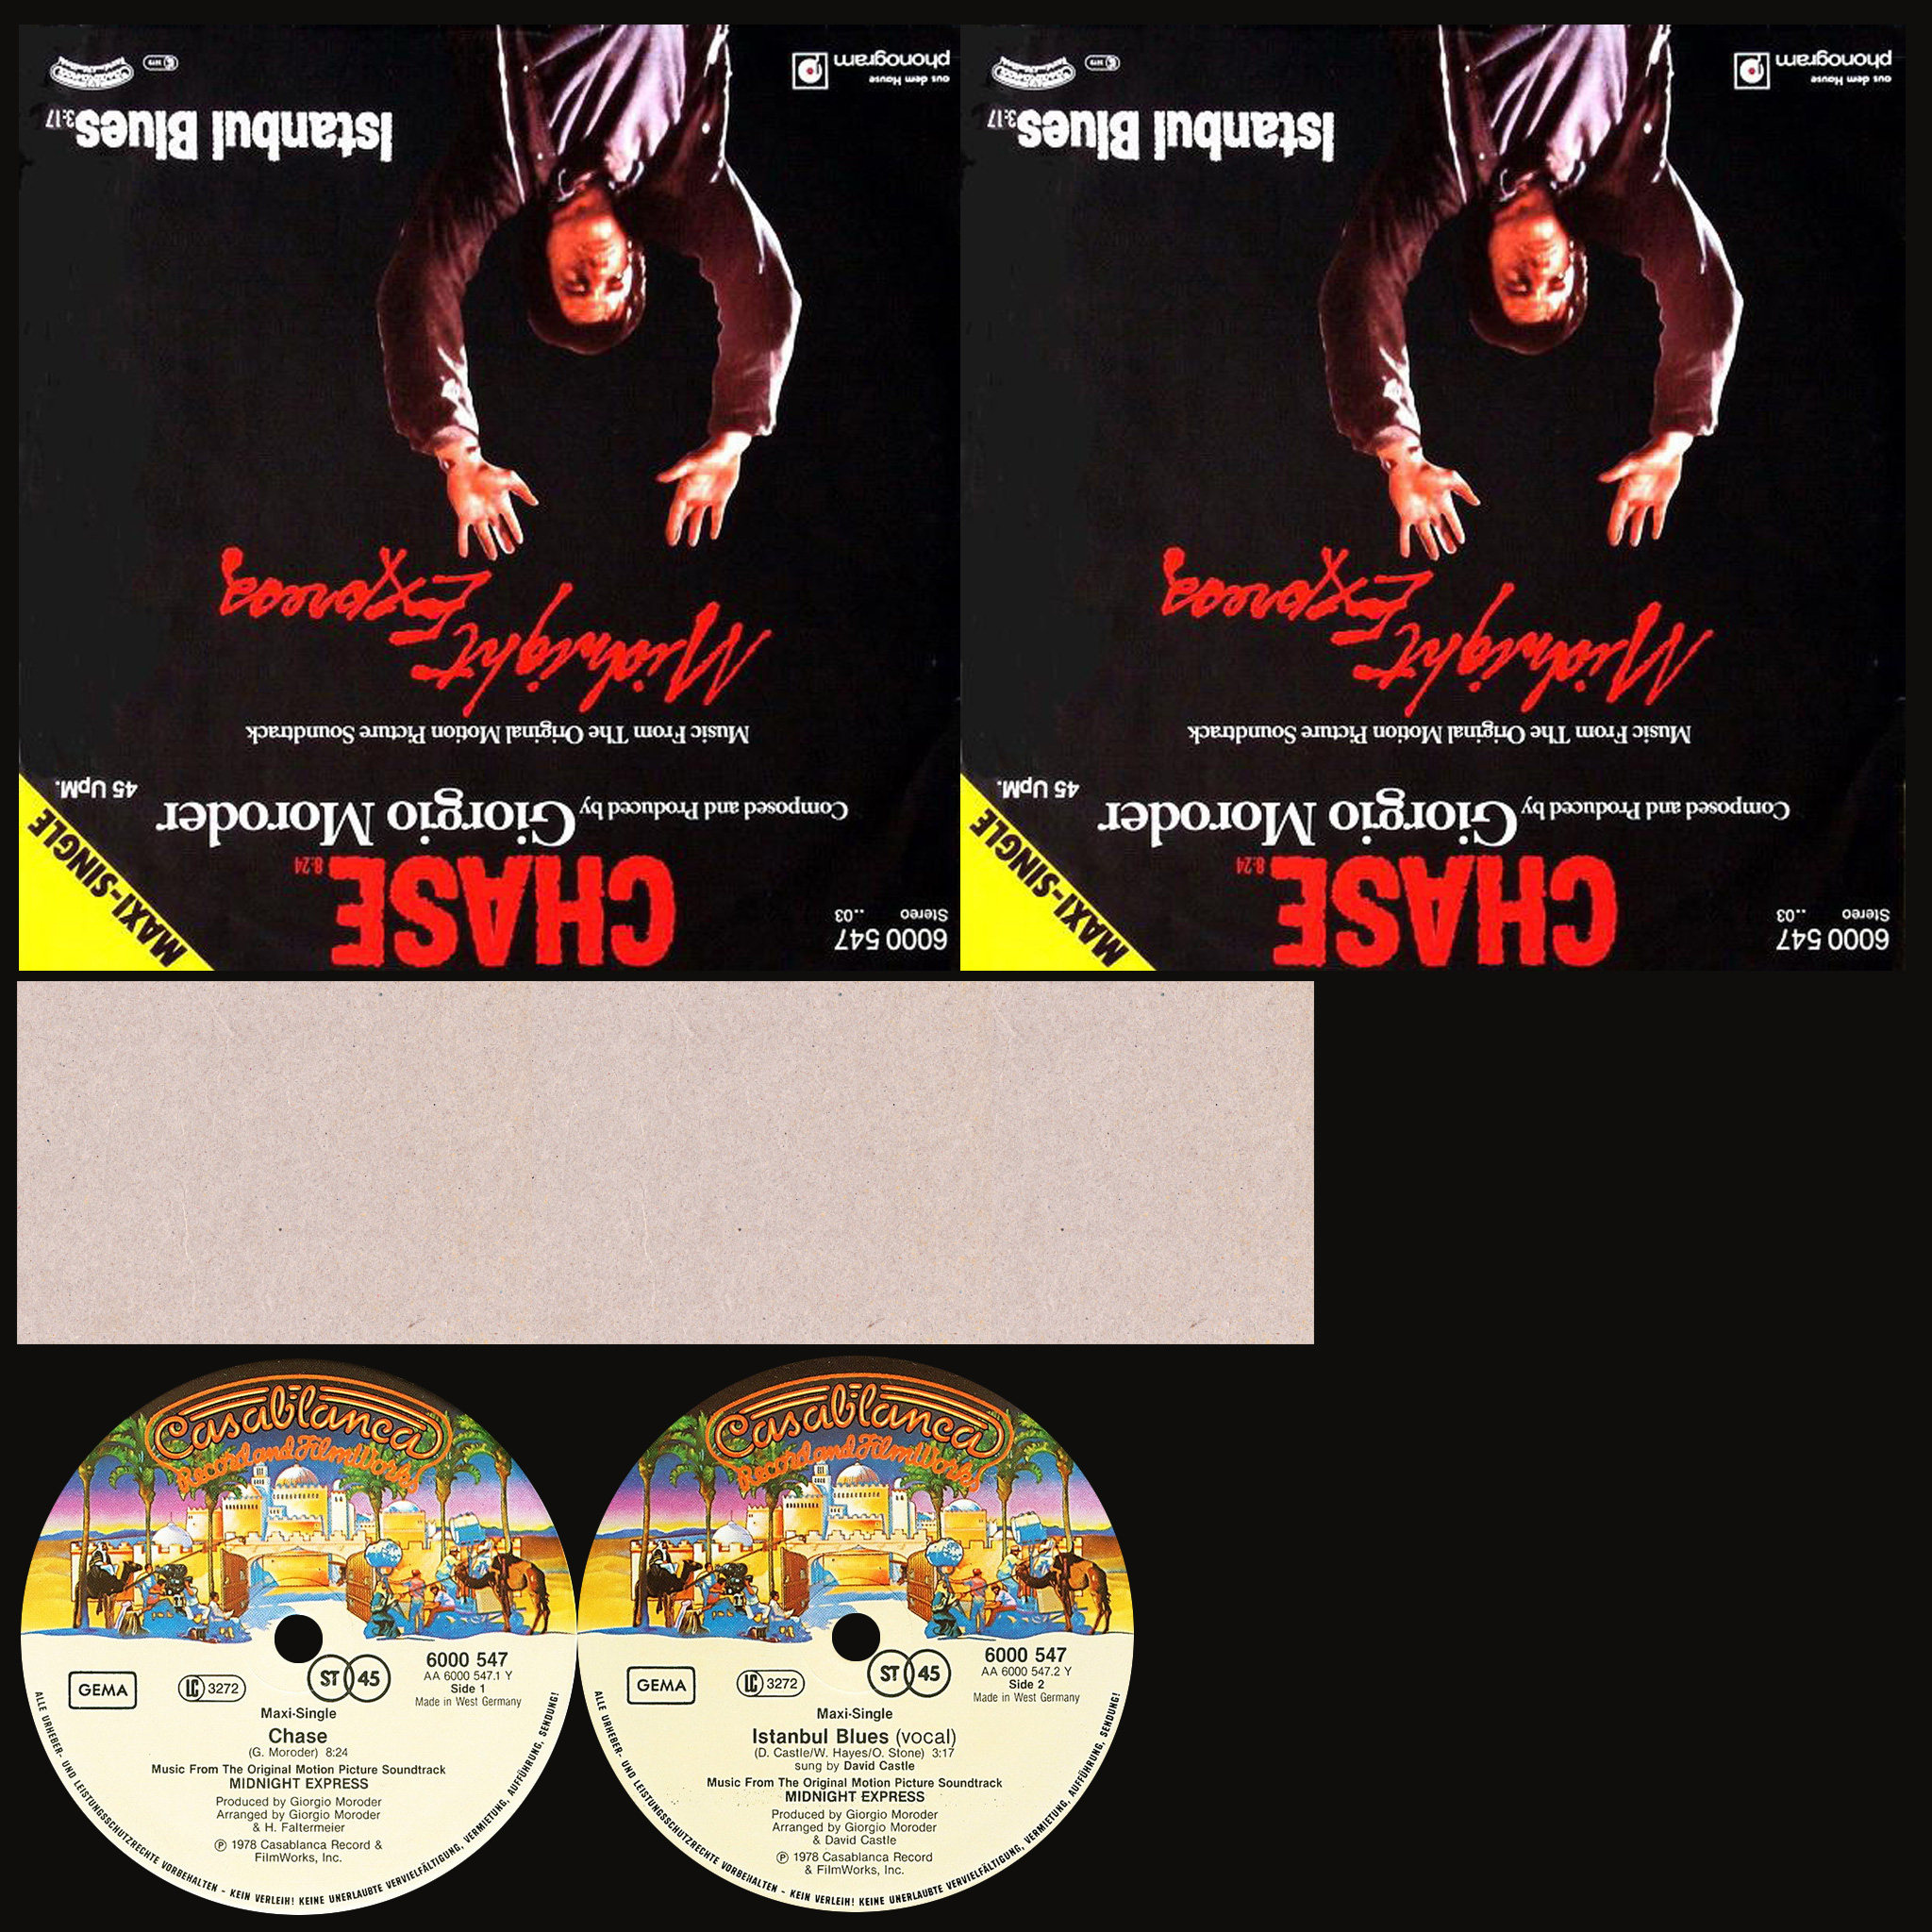 6000 547
Stereo ..03
CHASE 8:24
MAXI-SINGLE
Composed and Produced by Giorgio Moroder
45 UpM.
Music From The Original Motion Picture Soundtrack
Midnight
Express
Istanbul Blues 3:17
aus dem Hause
phonogram
6000 547
Stereo ..03
CHASE 8:24
MAXI-SINGLE
Composed and Produced by Giorgio Moroder
45 UpM.
Music From The Original Motion Picture Soundtrack
Midnight
Express
Istanbul Blues 3:17
aus dem Hause
phonogram
Casablanca
Record and FilmWorks
GEMA
LC 3272
ST 45
6000 547
AA 6000 547.1 Y
Side 1
Made in West Germany
Maxi-Single
Chase
(G. Moroder) 8:24
Music From The Original Motion Picture Soundtrack
MIDNIGHT EXPRESS
Produced by Giorgio Moroder
Arranged by Giorgio Moroder
& H. Faltermeier
℗ 1978 Casablanca Record &
FilmWorks, Inc.
ALLE URHEBER- UND LEISTUNGSSCHUTZRECHTE VORBEHALTEN - KEIN VERLEIH! KEINE UNERLAUBTE VERVIELFÄLTIGUNG, VERMIETUNG, AUFFÜHRUNG, SENDUNG!
Casablanca
Record and FilmWorks
GEMA
LC 3272
ST 45
6000 547
AA 6000 547.2 Y
Side 2
Made in West Germany
Maxi-Single
Istanbul Blues (vocal)
(D. Castle/W. Hayes/O. Stone) 3:17
sung by David Castle
Music From The Original Motion Picture Soundtrack
MIDNIGHT EXPRESS
Produced by Giorgio Moroder
Arranged by Giorgio Moroder
& David Castle
℗ 1978 Casablanca Record
& FilmWorks, Inc.
ALLE URHEBER- UND LEISTUNGSSCHUTZRECHTE VORBEHALTEN - KEIN VERLEIH! KEINE UNERLAUBTE VERVIELFÄLTIGUNG, VERMIETUNG, AUFFÜHRUNG, SENDUNG!